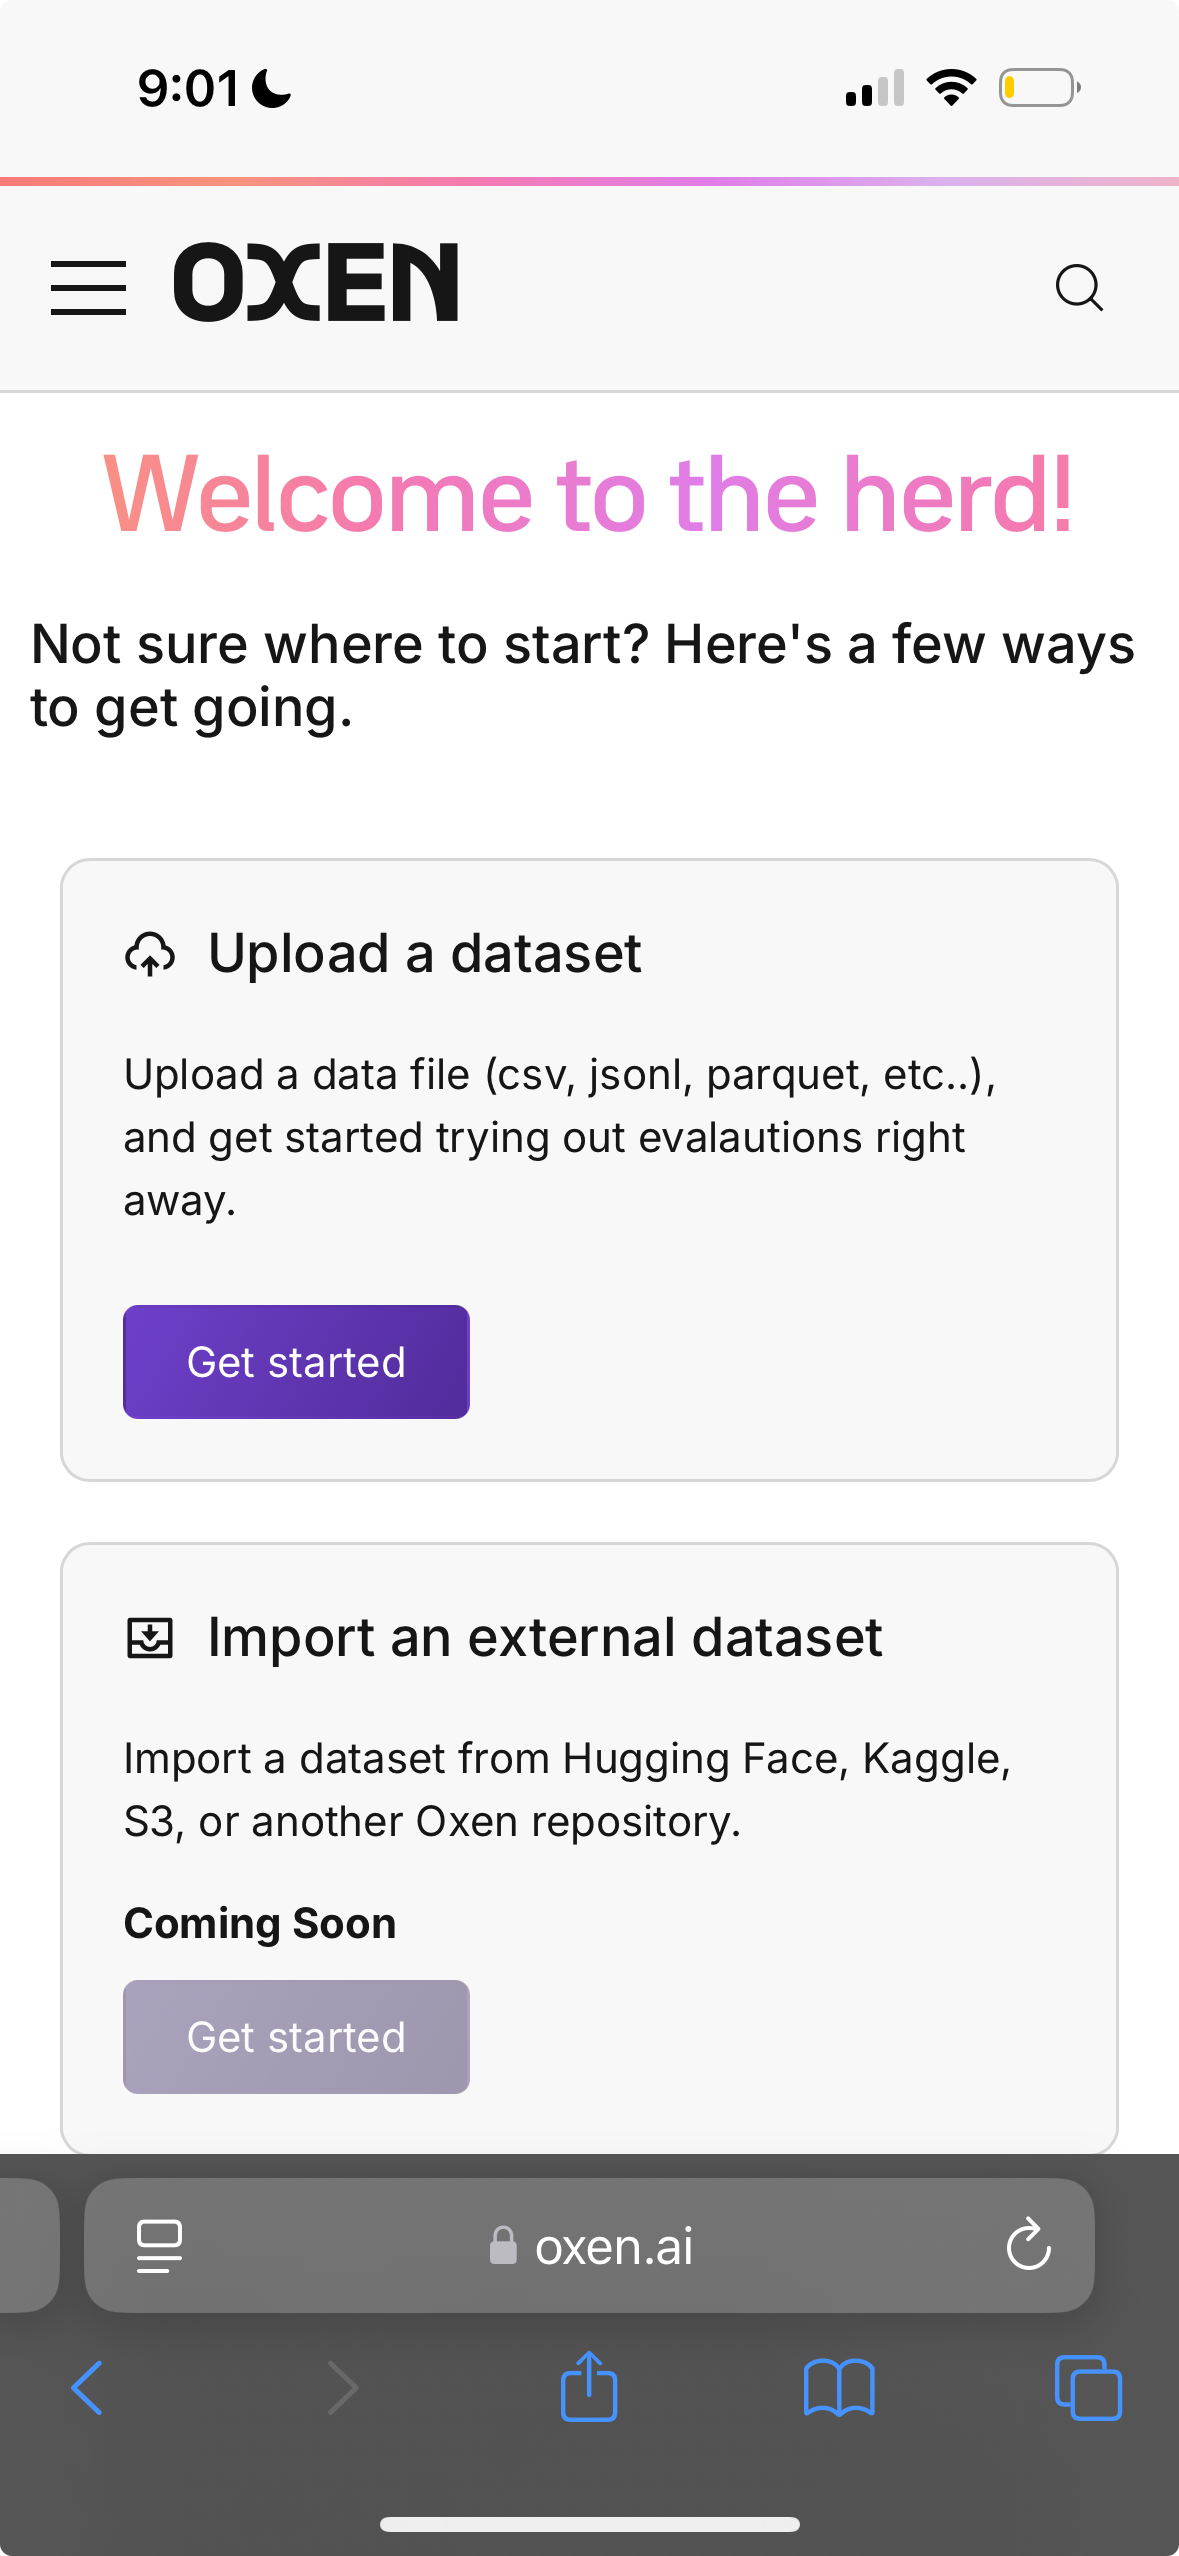 9:01
OXEN
Welcome to the herd!
Not sure where to start? Here's a few ways
to get going.
Upload a dataset
Upload a data file (csv, jsonl, parquet, etc..),
and get started trying out evalautions right
away.
Get started
Import an external dataset
Import a dataset from Hugging Face, Kaggle,
S3, or another Oxen repository.
Coming Soon
Get started
oxen.ai